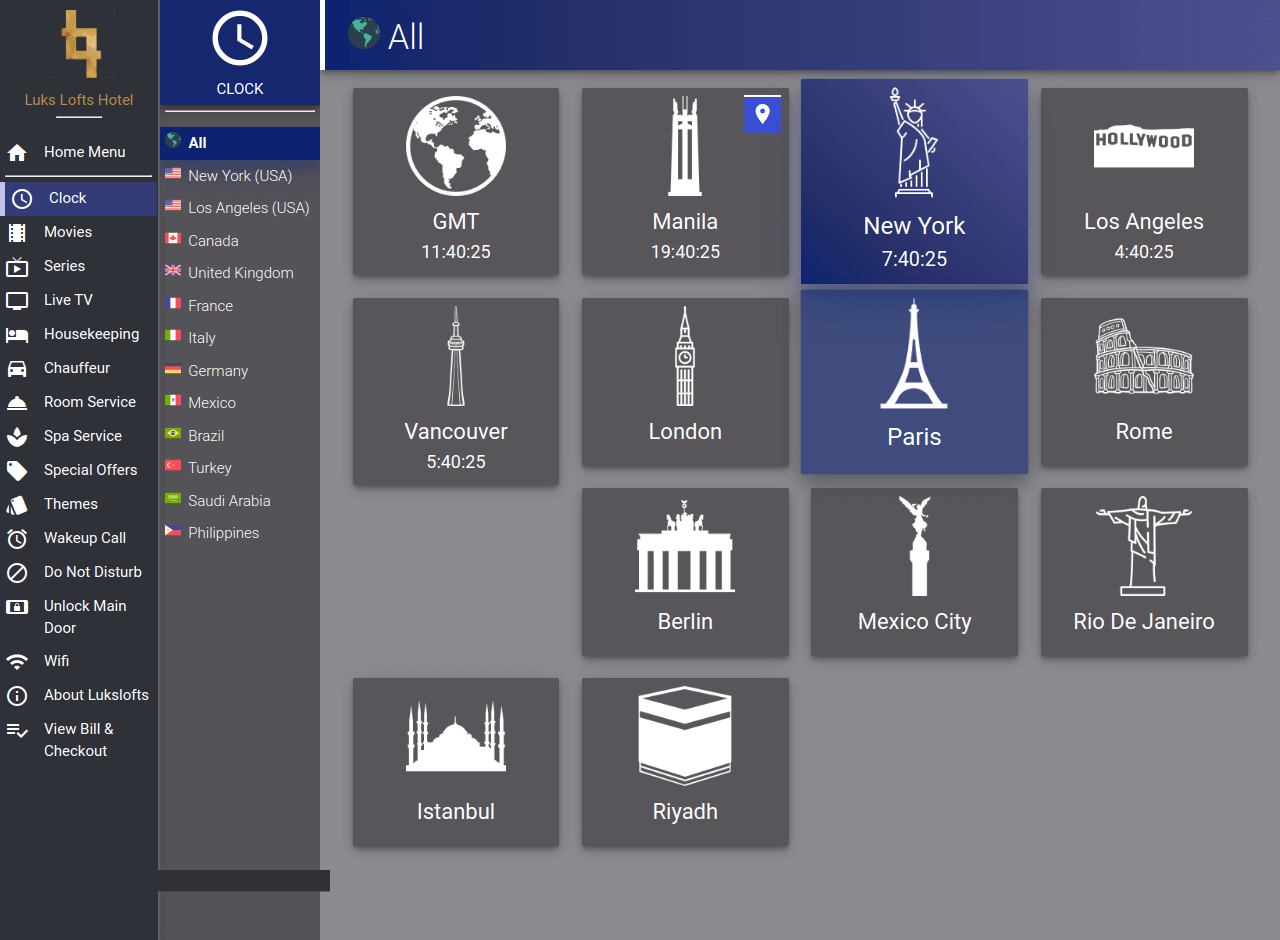 Luks Lofts Hotel
Home Menu
Clock
Movies
Series
Live TV
Housekeeping
Chauffeur
Room Service
Spa Service
Special Offers
Themes
Wakeup Call
Do Not Disturb
Unlock Main
Door
Wifi
About Lukslofts
View Bill &
Checkout
CLOCK
All
New York (USA)
Los Angeles (USA)
Canada
United Kingdom
France
Italy
Germany
Mexico
Brazil
Turkey
Saudi Arabia
Philippines
All
GMT
11:40:25
Manila
19:40:25
New York
7:40:25
HOLLYWOOD
Los Angeles
4:40:25
Vancouver
5:40:25
London
Paris
Rome
Berlin
Mexico City
Rio De Janeiro
Istanbul
Riyadh